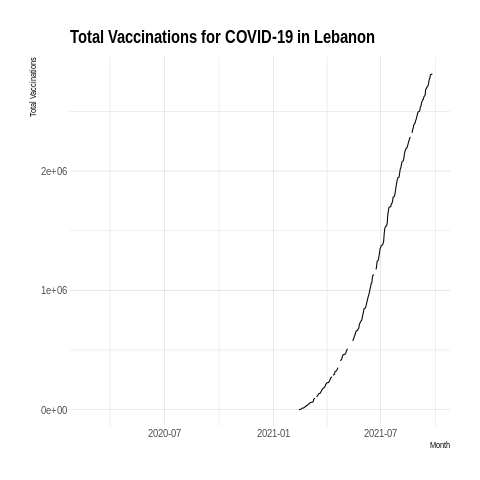 Total Vaccinations for COVID-19 in Lebanon
Total Vaccinations
2e+06
1e+06
0e+00
2020-07 2021-01 2021-07
Month